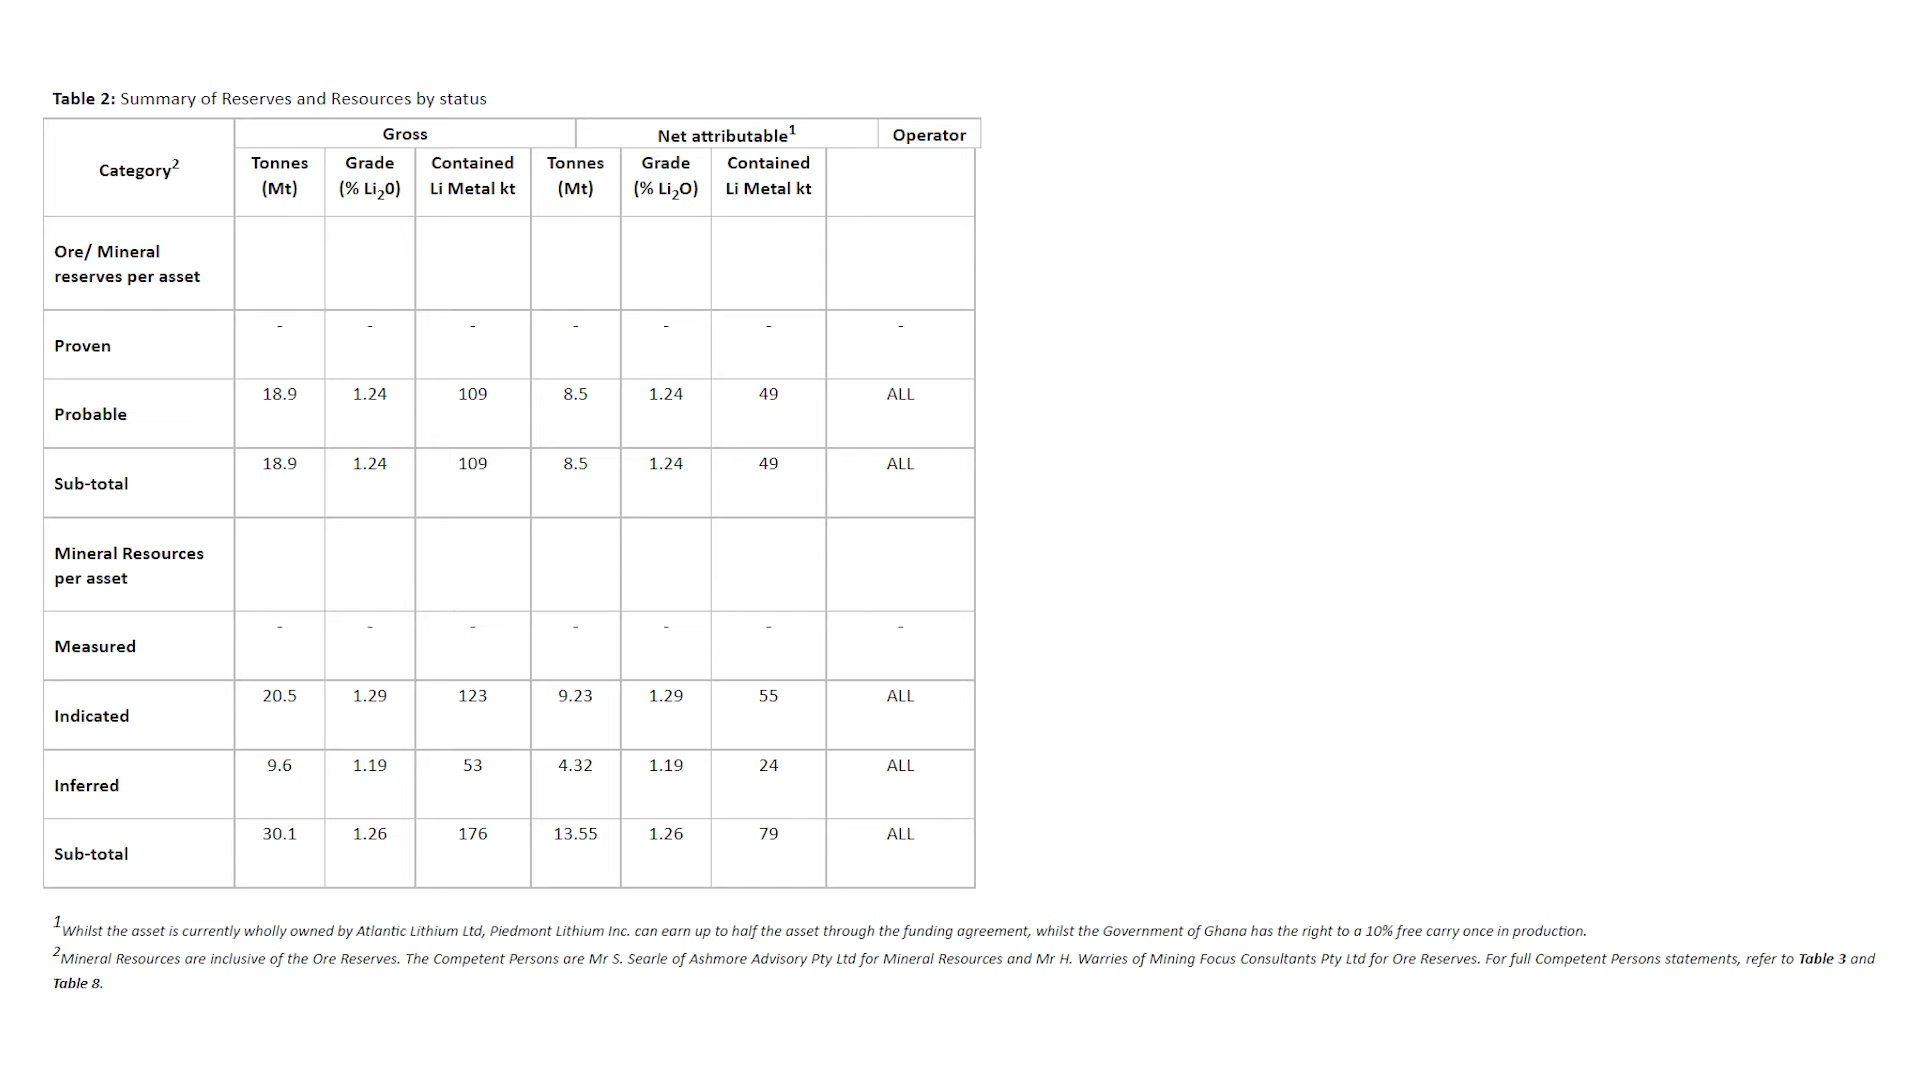 Table 2: Summary of Reserves and Resources by status
Category2 Gross Net attributable1 Operator
Tonnes (Mt) Grade (% Li20) Contained Li Metal kt Tonnes (Mt) Grade (% Li2O) Contained Li Metal kt
Ore/ Mineral
reserves per asset
Proven - - - - - - -
Probable 18.9 1.24 109 8.5 1.24 49 ALL
Sub-total 18.9 1.24 109 8.5 1.24 49 ALL
Mineral Resources
per asset
Measured - - - - - - -
Indicated 20.5 1.29 123 9.23 1.29 55 ALL
Inferred 9.6 1.19 53 4.32 1.19 24 ALL
Sub-total 30.1 1.26 176 13.55 1.26 79 ALL
1Whilst the asset is currently wholly owned by Atlantic Lithium Ltd, Piedmont Lithium Inc. can earn up to half the asset through the funding agreement, whilst the Government of Ghana has the right to a 10% free carry once in production.
2Mineral Resources are inclusive of the Ore Reserves. The Competent Persons are Mr S. Searle of Ashmore Advisory Pty Ltd for Mineral Resources and Mr H. Warries of Mining Focus Consultants Pty Ltd for Ore Reserves. For full Competent Persons statements, refer to Table 3 and
Table 8.